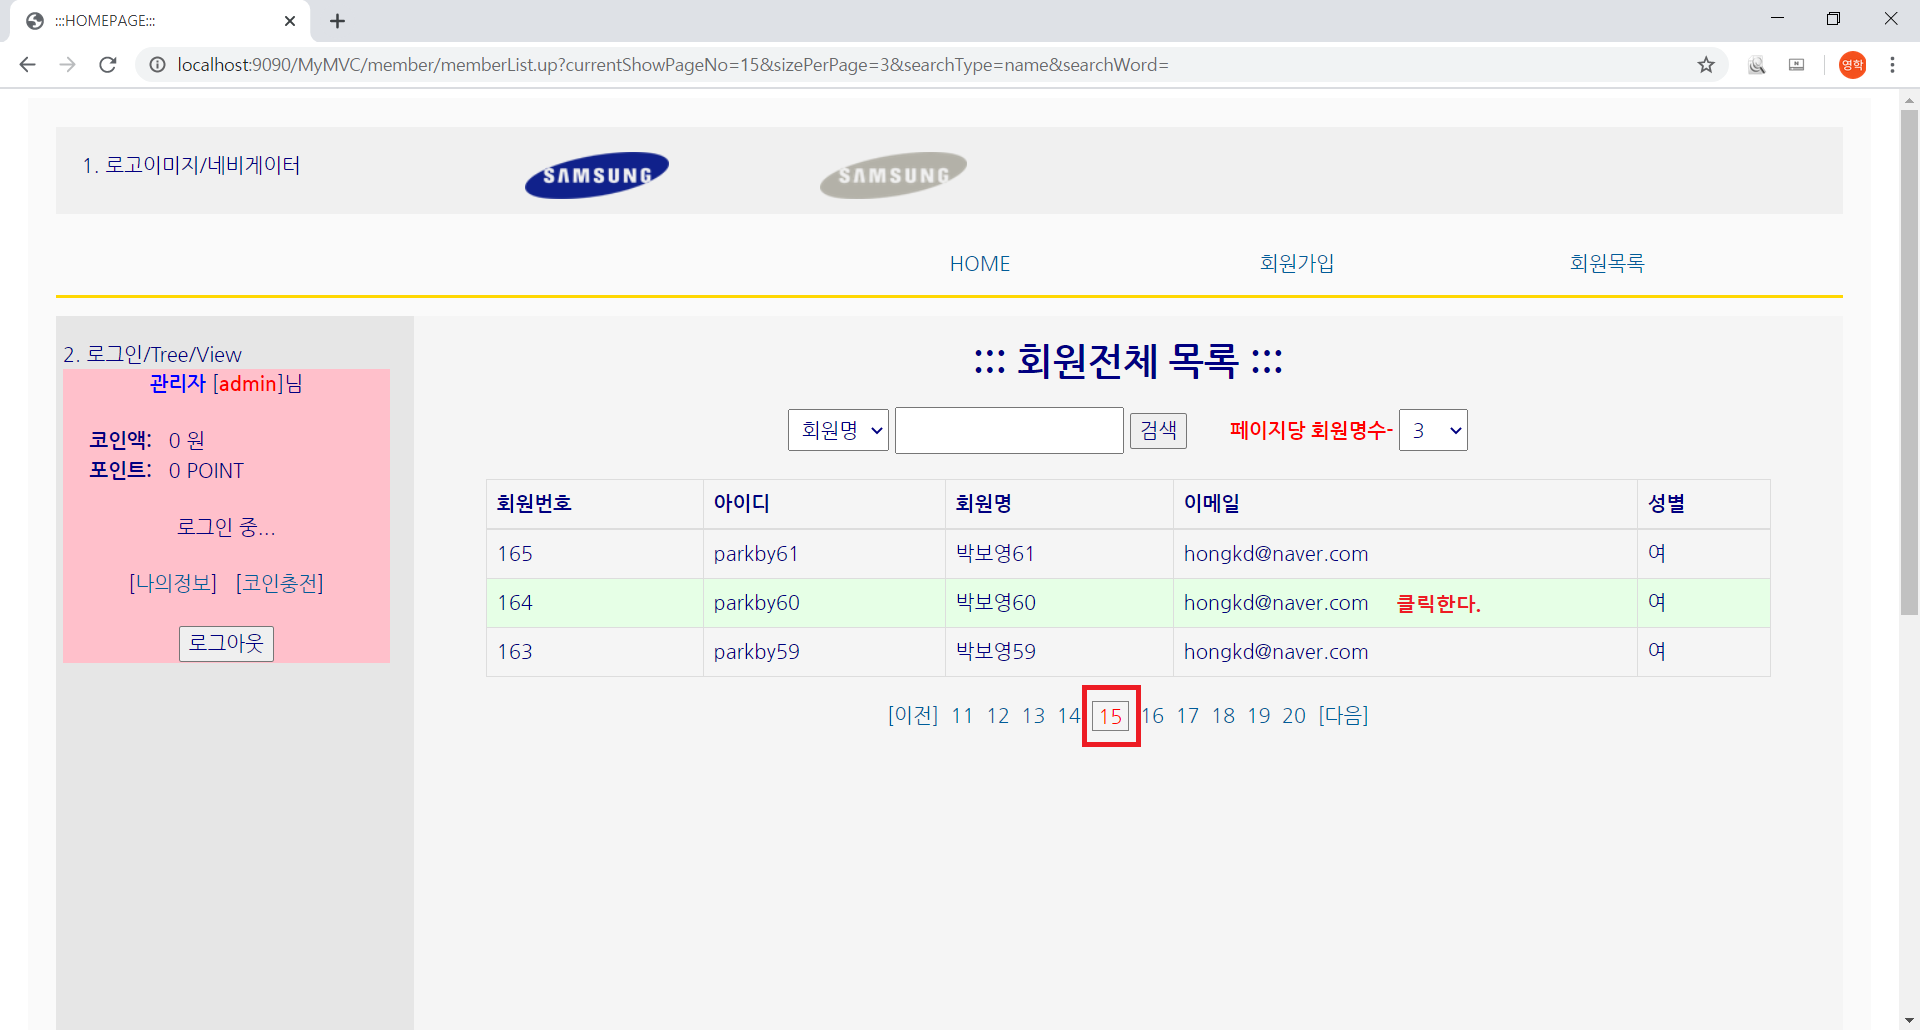 :::HOMEPAGE:::
localhost:9090/MyMVC/member/memberList.up?currentShowPageNo=15&sizePerPage=3&searchType=name&searchWord=
영학
1. 로고이미지/네비게이터
SAMSUNG SAMSUNG
HOME 회원가입 회원목록
2. 로그인/Tree/View
관리자 [admin]님
코인액: 0 원
포인트: 0 POINT
로그인 중...
[나의정보] [코인충전]
로그아웃
::: 회원전체 목록 :::
회원명 검색 페이지당 회원명수- 3
회원번호 아이디 회원명 이메일 성별
165 parkby61 박보영61 hongkd@naver.com 여
164 parkby60 박보영60 hongkd@naver.com 클릭한다. 여
163 parkby59 박보영59 hongkd@naver.com 여
[이전] 11 12 13 14 15 16 17 18 19 20 [다음]